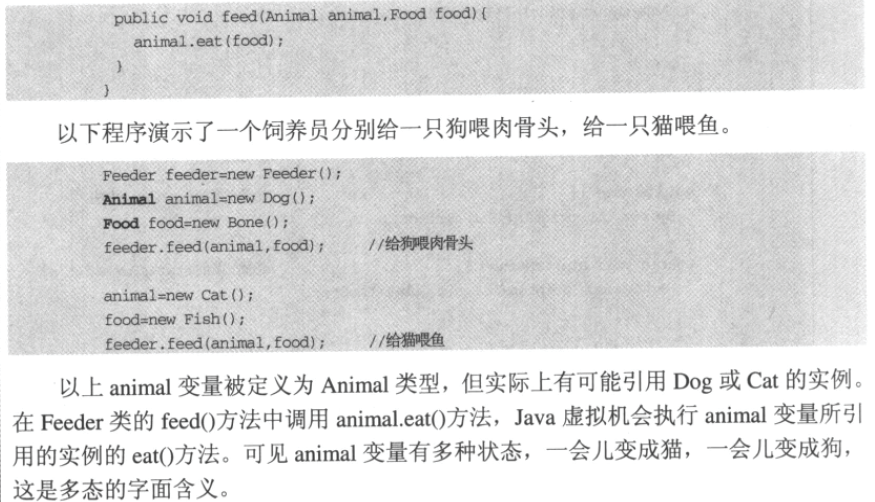 public void feed(Animal animal,Food food){
animal.eat(food);
}
}
以下程序演示了一个饲养员分别给一只狗喂肉骨头，给一只猫喂鱼。
Feeder feeder=new Feeder();
Animal animal=new Dog();
Food food=new Bone();
feeder.feed(animal,food); //给狗喂肉骨头
animal=new Cat();
food=new Fish();
feeder.feed(animal,food); //给猫喂鱼
以上 animal 变量被定义为 Animal 类型，但实际上有可能引用 Dog 或 Cat 的实例。
在 Feeder 类的 feed()方法中调用 animal.eat()方法，Java 虚拟机会执行 animal 变量所引
用的实例的 eat()方法。可见 animal 变量有多种状态，一会儿变成猫，一会儿变成狗，
这是多态的字面含义。